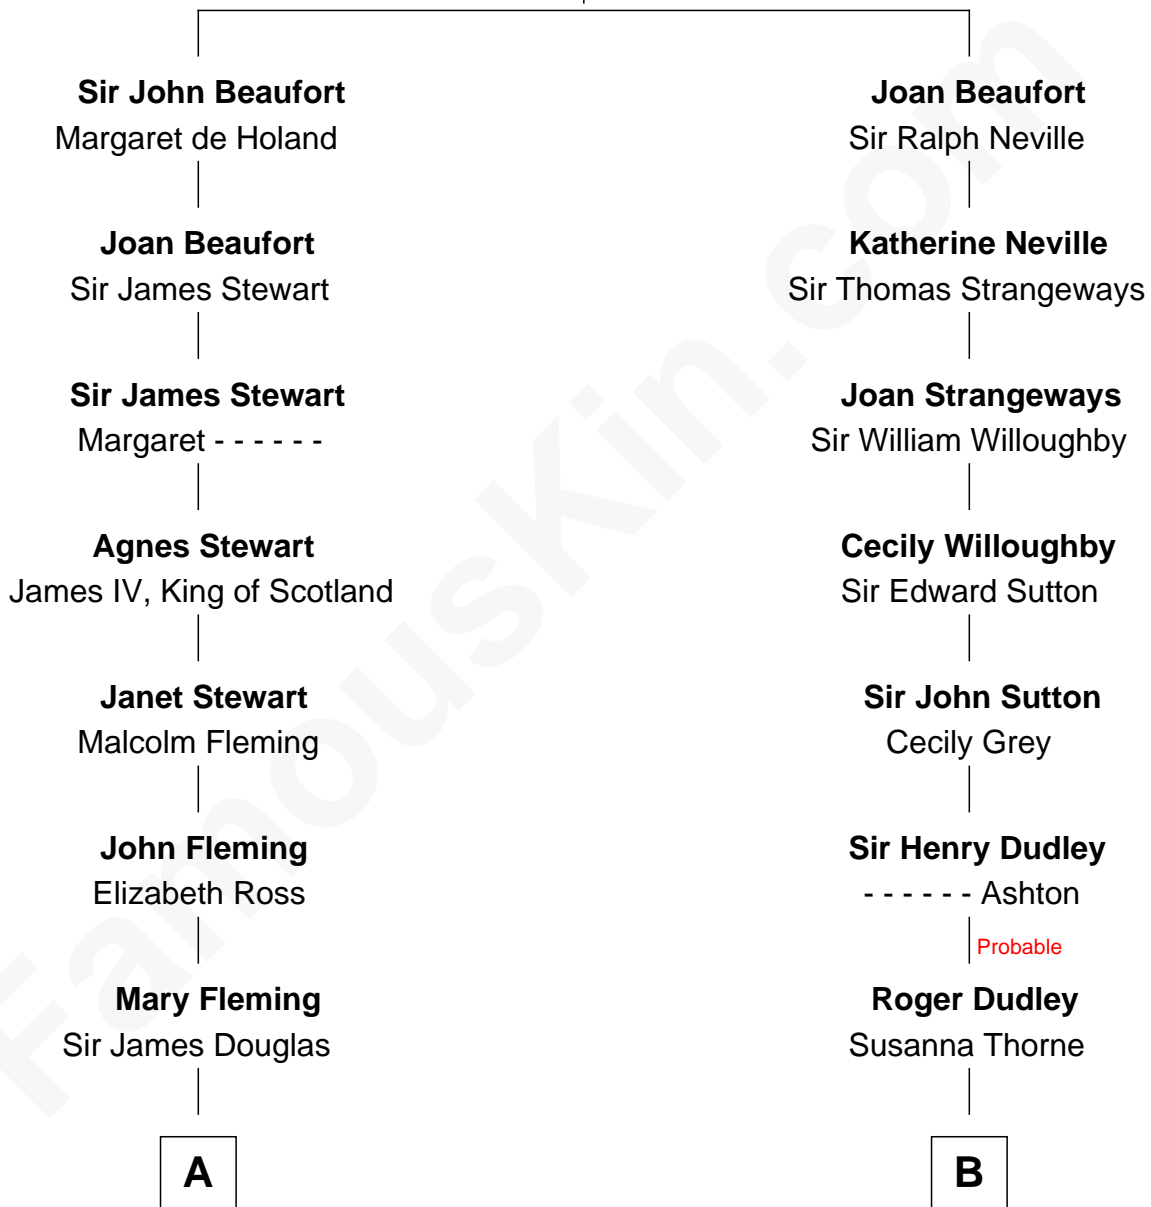 Sir John Beaufort
Margaret de Holand
Joan Beaufort
Sir James Stewart
Sir James Stewart
Margaret - - - - - -
Agnes Stewart
James IV, King of Scotland
Janet Stewart
Malcolm Fleming
John Fleming
Elizabeth Ross
Mary Fleming
Sir James Douglas
A
Joan Beaufort
Sir Ralph Neville
Katherine Neville
Sir Thomas Strangeways
Joan Strangeways
Sir William Willoughby
Cecily Willoughby
Sir Edward Sutton
Sir John Sutton
Cecily Grey
Sir Henry Dudley
- - - - - - Ashton
Probable
Roger Dudley
Susanna Thorne
B
FamousKin.com